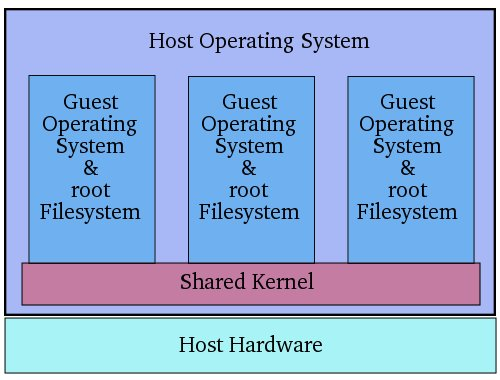 Host Operating System
Guest
Operating
System
&
root
Filesystem
Guest
Operating
System
&
root
Filesystem
Guest
Operating
System
&
root
Filesystem
Shared Kernel
Host Hardware